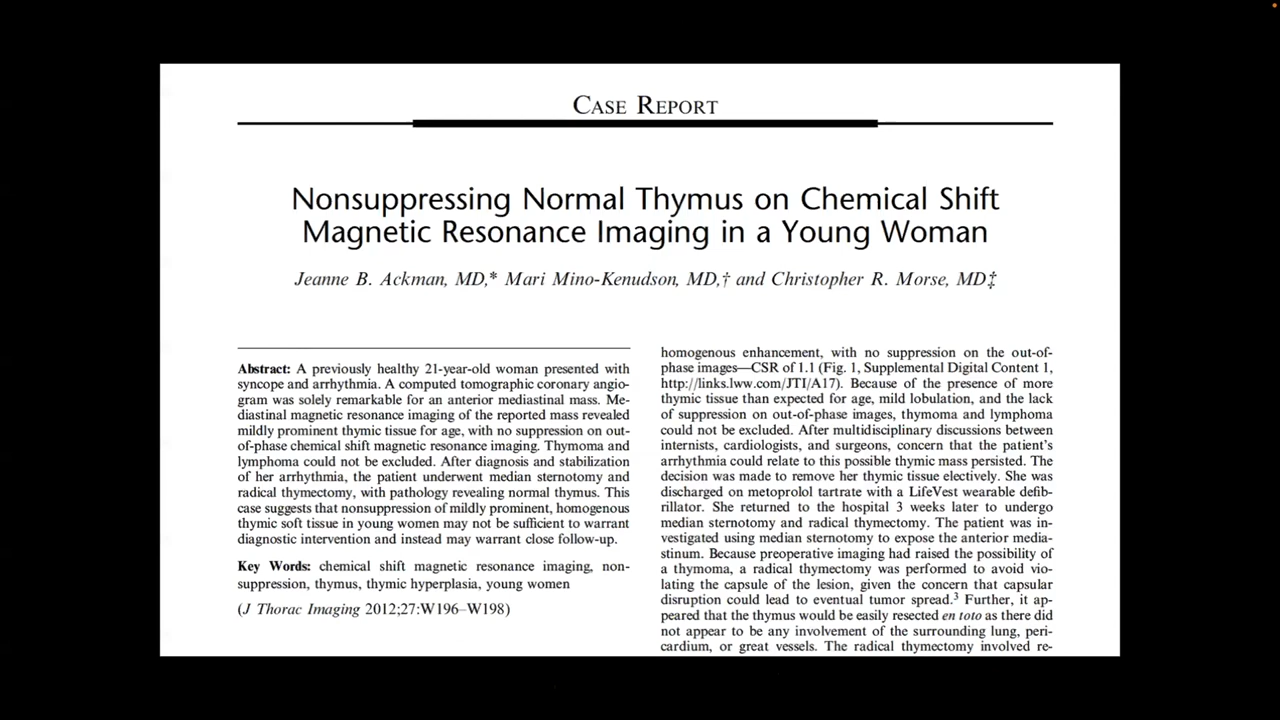 CASE REPORT
Nonsuppressing Normal Thymus on Chemical Shift
Magnetic Resonance Imaging in a Young Woman
Jeanne B. Ackman, MD,* Mari Mino-Kenudson, MD,† and Christopher R. Morse, MD‡
Abstract: A previously healthy 21-year-old woman presented with
syncope and arrhythmia. A computed tomographic coronary angio-
gram was solely remarkable for an anterior mediastinal mass. Me-
diastinal magnetic resonance imaging of the reported mass revealed
mildly prominent thymic tissue for age, with no suppression on out-
of-phase chemical shift magnetic resonance imaging. Thymoma and
lymphoma could not be excluded. After diagnosis and stabilization
of her arrhythmia, the patient underwent median sternotomy and
radical thymectomy, with pathology revealing normal thymus. This
case suggests that nonsuppression of mildly prominent, homogenous
thymic soft tissue in young women may not be sufficient to warrant
diagnostic intervention and instead may warrant close follow-up.
Key Words: chemical shift magnetic resonance imaging, non-
suppression, thymus, thymic hyperplasia, young women
(J Thorac Imaging 2012;27:W196–W198)
homogenous enhancement, with no suppression on the out-of-
phase images—CSR of 1.1 (Fig. 1, Supplemental Digital Content 1,
http://links.lww.com/JTI/A17). Because of the presence of more
thymic tissue than expected for age, mild lobulation, and the lack
of suppression on out-of-phase images, thymoma and lymphoma
could not be excluded. After multidisciplinary discussions between
internists, cardiologists, and surgeons, concern that the patient's
arrhythmia could relate to this possible thymic mass persisted. The
decision was made to remove her thymic tissue electively. She was
discharged on metoprolol tartrate with a LifeVest wearable defib-
rillator. She returned to the hospital 3 weeks later to undergo
median sternotomy and radical thymectomy. The patient was in-
vestigated using median sternotomy to expose the anterior media-
stinum. Because preoperative imaging had raised the possibility of
a thymoma, a radical thymectomy was performed to avoid vio-
lating the capsule of the lesion, given the concern that capsular
disruption could lead to eventual tumor spread.3 Further, it ap-
peared that the thymus would be easily resected en toto as there did
not appear to be any involvement of the surrounding lung, peri-
cardium, or great vessels. The radical thymectomy involved re-